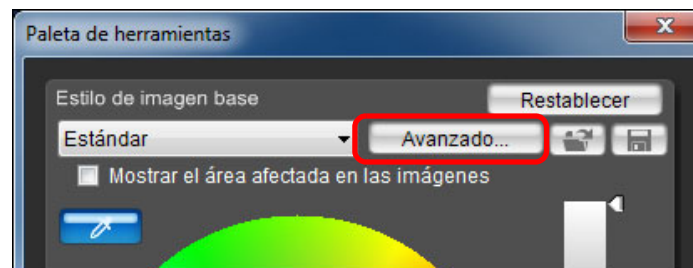 Paleta de herramientas
Estilo de imagen base Restablecer
Estándar Avanzado...
Mostrar el área afectada en las imágenes